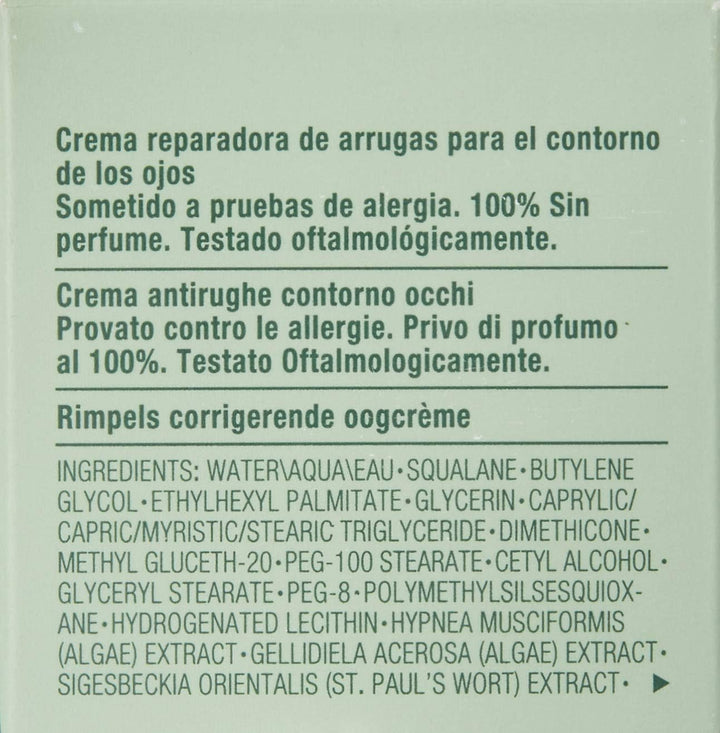 Crema reparadora de arrugas para el contorno
de los ojos
Sometido a pruebas de alergia. 100% Sin
perfume. Testado oftalmológicamente.
Crema antirughe contorno occhi
Provato contro le allergie. Privo di profumo
al 100%. Testato Oftalmologicamente.
Rimpels corrigerende oogcrème
INGREDIENTS: WATER\AQUA\EAU•SQUALANE•BUTYLENE
GLYCOL•ETHYLHEXYL PALMITATE•GLYCERIN•CAPRYLIC/
CAPRIC/MYRISTIC/STEARIC TRIGLYCERIDE•DIMETHICONE•
METHYL GLUCETH-20•PEG-100 STEARATE•CETYL ALCOHOL•
GLYCERYL STEARATE•PEG-8•POLYMETHYLSILSESQUIOX-
ANE•HYDROGENATED LECITHIN•HYPNEA MUSCIFORMIS
(ALGAE) EXTRACT•GELLIDIELA ACEROSA (ALGAE) EXTRACT•
SIGESBECKIA ORIENTALIS (ST. PAUL'S WORT) EXTRACT• ▶